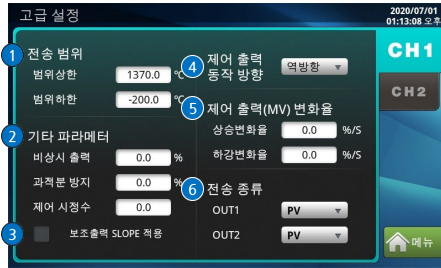 고급 설정
2020/07/01
01:13:08 오후
1 전송 범위
범위상한 1370.0 ℃
범위하한 -200.0 ℃
2 기타 파라메터
비상시 출력 0.0 %
과적분 방지 0.0 %
제어 시정수 0.0
3 보조출력 SLOPE 적용
4 제어 출력
동작 방향 역방향
5 제어 출력(MV) 변화율
상승변화율 0.0 %/S
하강변화율 0.0 %/S
6 전송 종류
OUT1 PV
OUT2 PV
CH1
CH2
메뉴